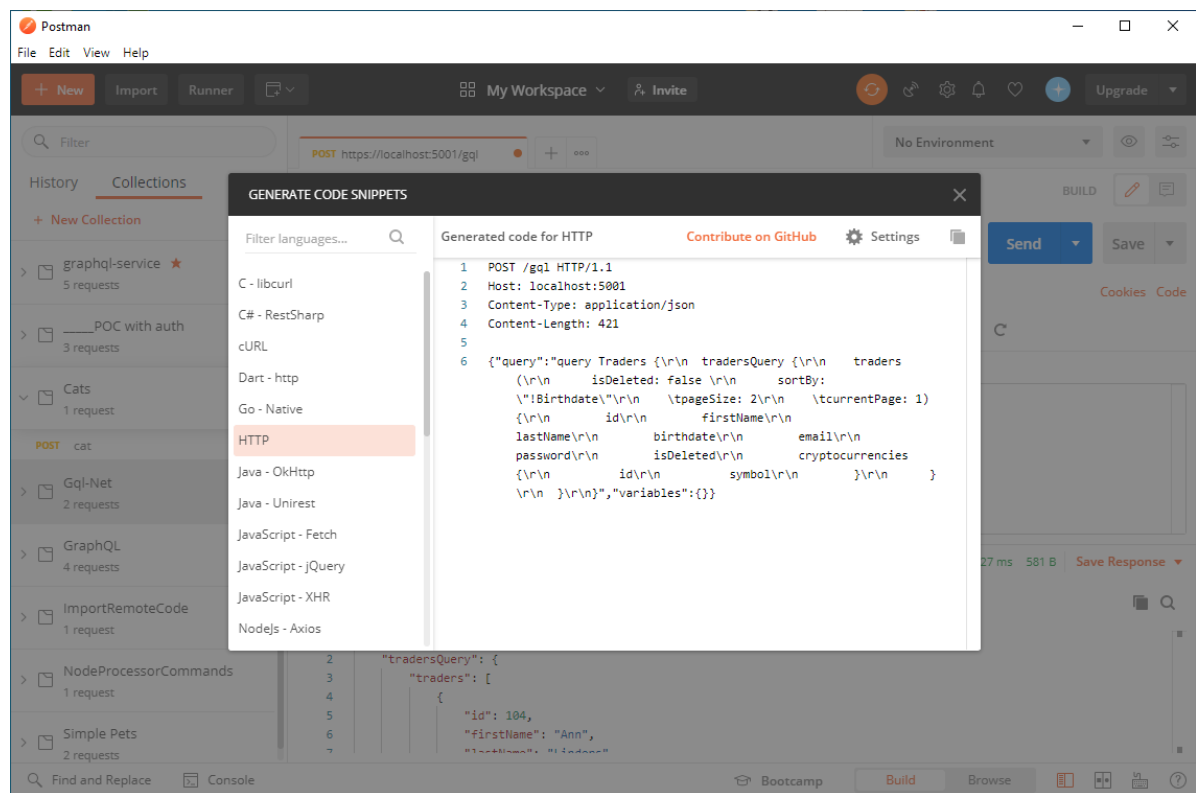 Postman
File Edit View Help
+ New Import Runner My Workspace Invite Upgrade
Filter
POST https://localhost:5001/gql
No Environment
History Collections
BUILD
+ New Collection
Send Save
Cookies Code
graphql-service
5 requests
_____POC with auth
3 requests
Cats
1 request
POST cat
Gql-Net
2 requests
GraphQL
4 requests
ImportRemoteCode
1 request
NodeProcessorCommands
1 request
Simple Pets
2 requests
GENERATE CODE SNIPPETS
Filter languages...
C - libcurl
C# - RestSharp
cURL
Dart - http
Go - Native
HTTP
Java - OkHttp
Java - Unirest
JavaScript - Fetch
JavaScript - jQuery
JavaScript - XHR
NodeJs - Axios
Generated code for HTTP Contribute on GitHub Settings
1 POST /gql HTTP/1.1
2 Host: localhost:5001
3 Content-Type: application/json
4 Content-Length: 421
5
6 {"query":"query Traders {\r\n  tradersQuery {\r\n    traders
(\r\n      isDeleted: false \r\n      sortBy:
\"!Birthdate\"\r\n    \tpageSize: 2\r\n    \tcurrentPage: 1)
{\r\n        id\r\n        firstName\r\n
lastName\r\n        birthdate\r\n        email\r\n
password\r\n        isDeleted\r\n        cryptocurrencies
{\r\n          id\r\n          symbol\r\n        }\r\n      }
\r\n  }\r\n}","variables":{}}
27 ms 581 B Save Response
2 "tradersQuery": {
3 "traders": [
4 {
5 "id": 104,
6 "firstName": "Ann",
7
Find and Replace Console Bootcamp Build Browse